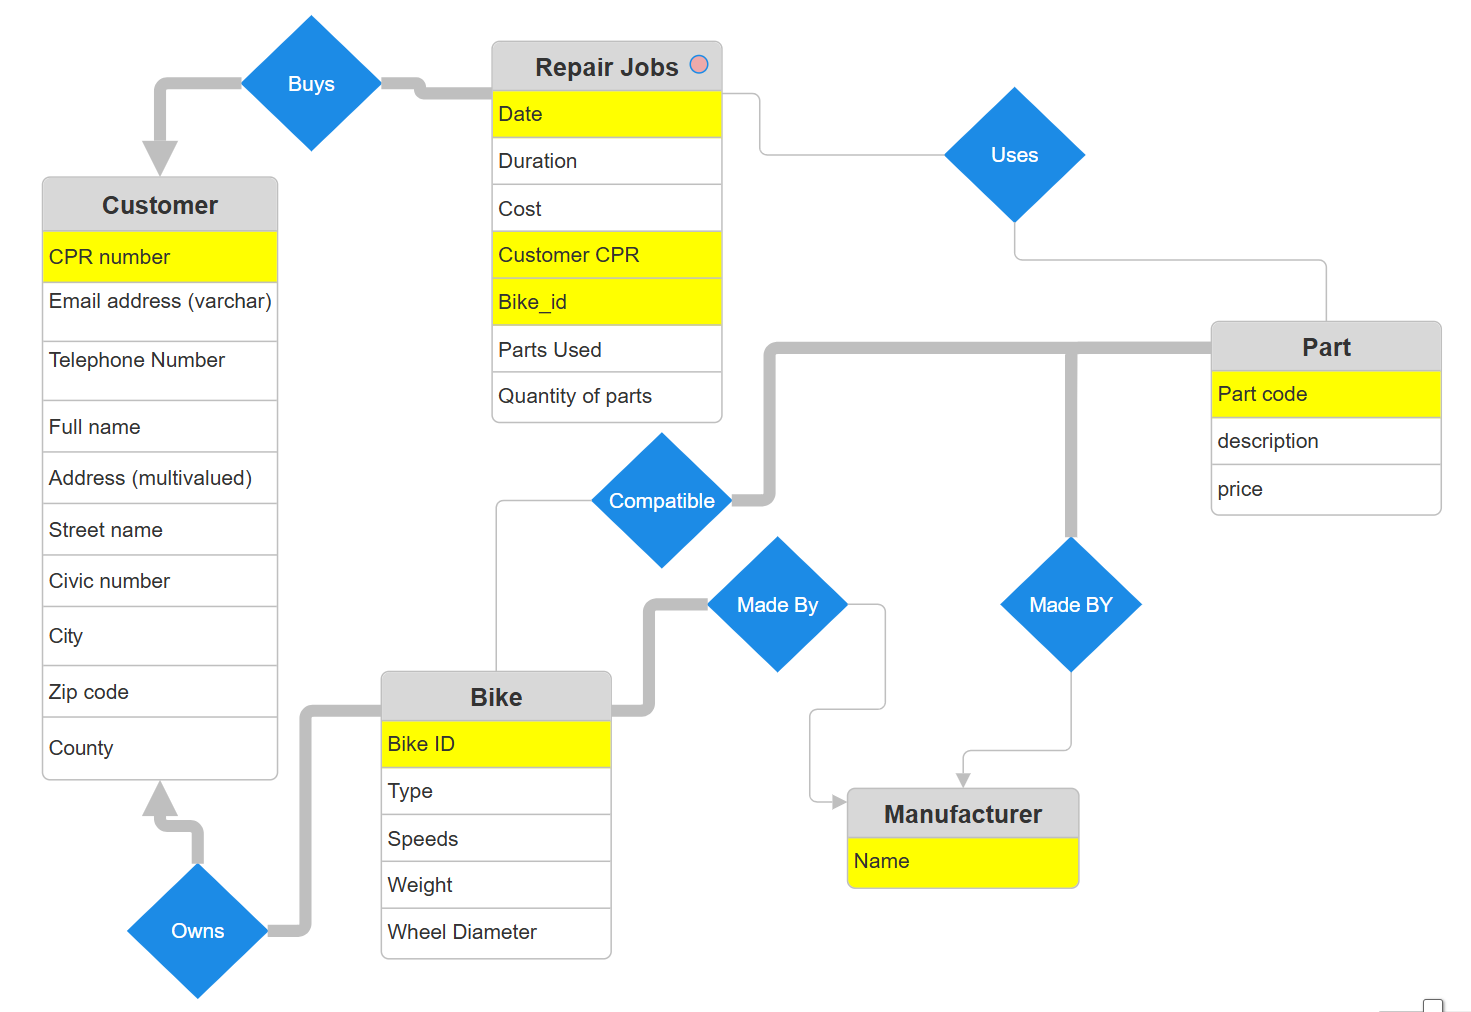 Buys
Repair Jobs
Date
Duration
Cost
Customer CPR
Bike_id
Parts Used
Quantity of parts
Uses
Customer
CPR number
Email address (varchar)
Telephone Number
Full name
Address (multivalued)
Street name
Civic number
City
Zip code
County
Part
Part code
description
price
Compatible
Made By
Made BY
Bike
Bike ID
Type
Speeds
Weight
Wheel Diameter
Manufacturer
Name
Owns